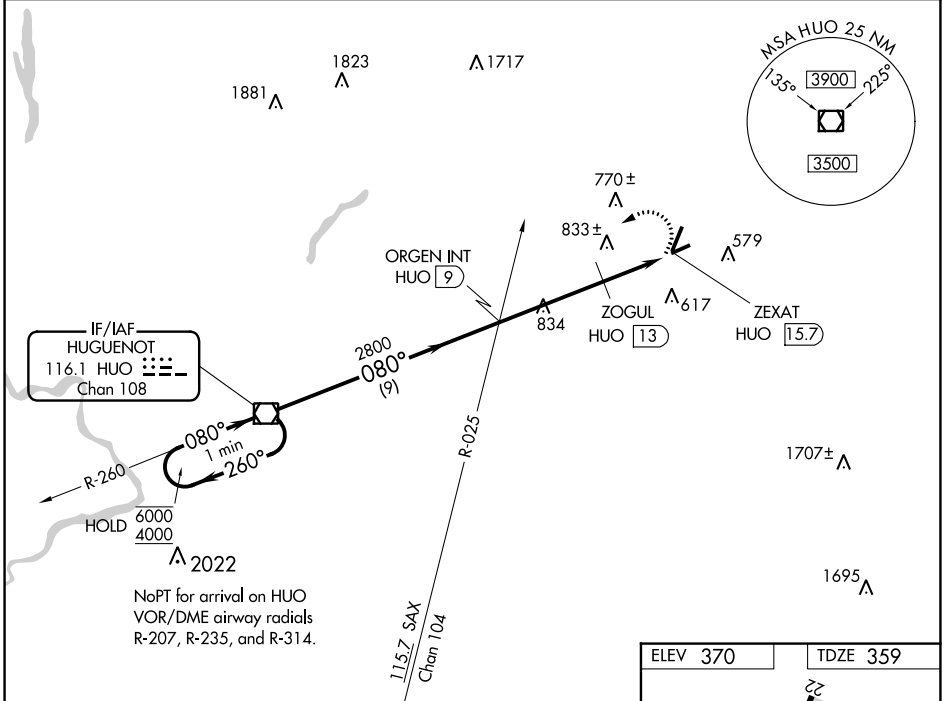 MSA HUO 25 NM
135°
3900
225°
3500
1823
1717
1881
770 ±
833 ±
579
ORGEN INT
HUO 9
834
ZOGUL
HUO 13
617
ZEXAT
HUO 15.7
IF/IAF
HUGUENOT
116.1 HUO
Chan 108
2800
080°
(9)
080°
1 min
260°
R-260
R-025
1707 ±
HOLD 6000
4000
2022
1695
NoPT for arrival on HUO
VOR/DME airway radials
R-207, R-235, and R-314.
115.7 SAX
Chan 104
ELEV 370
TDZE 359
22